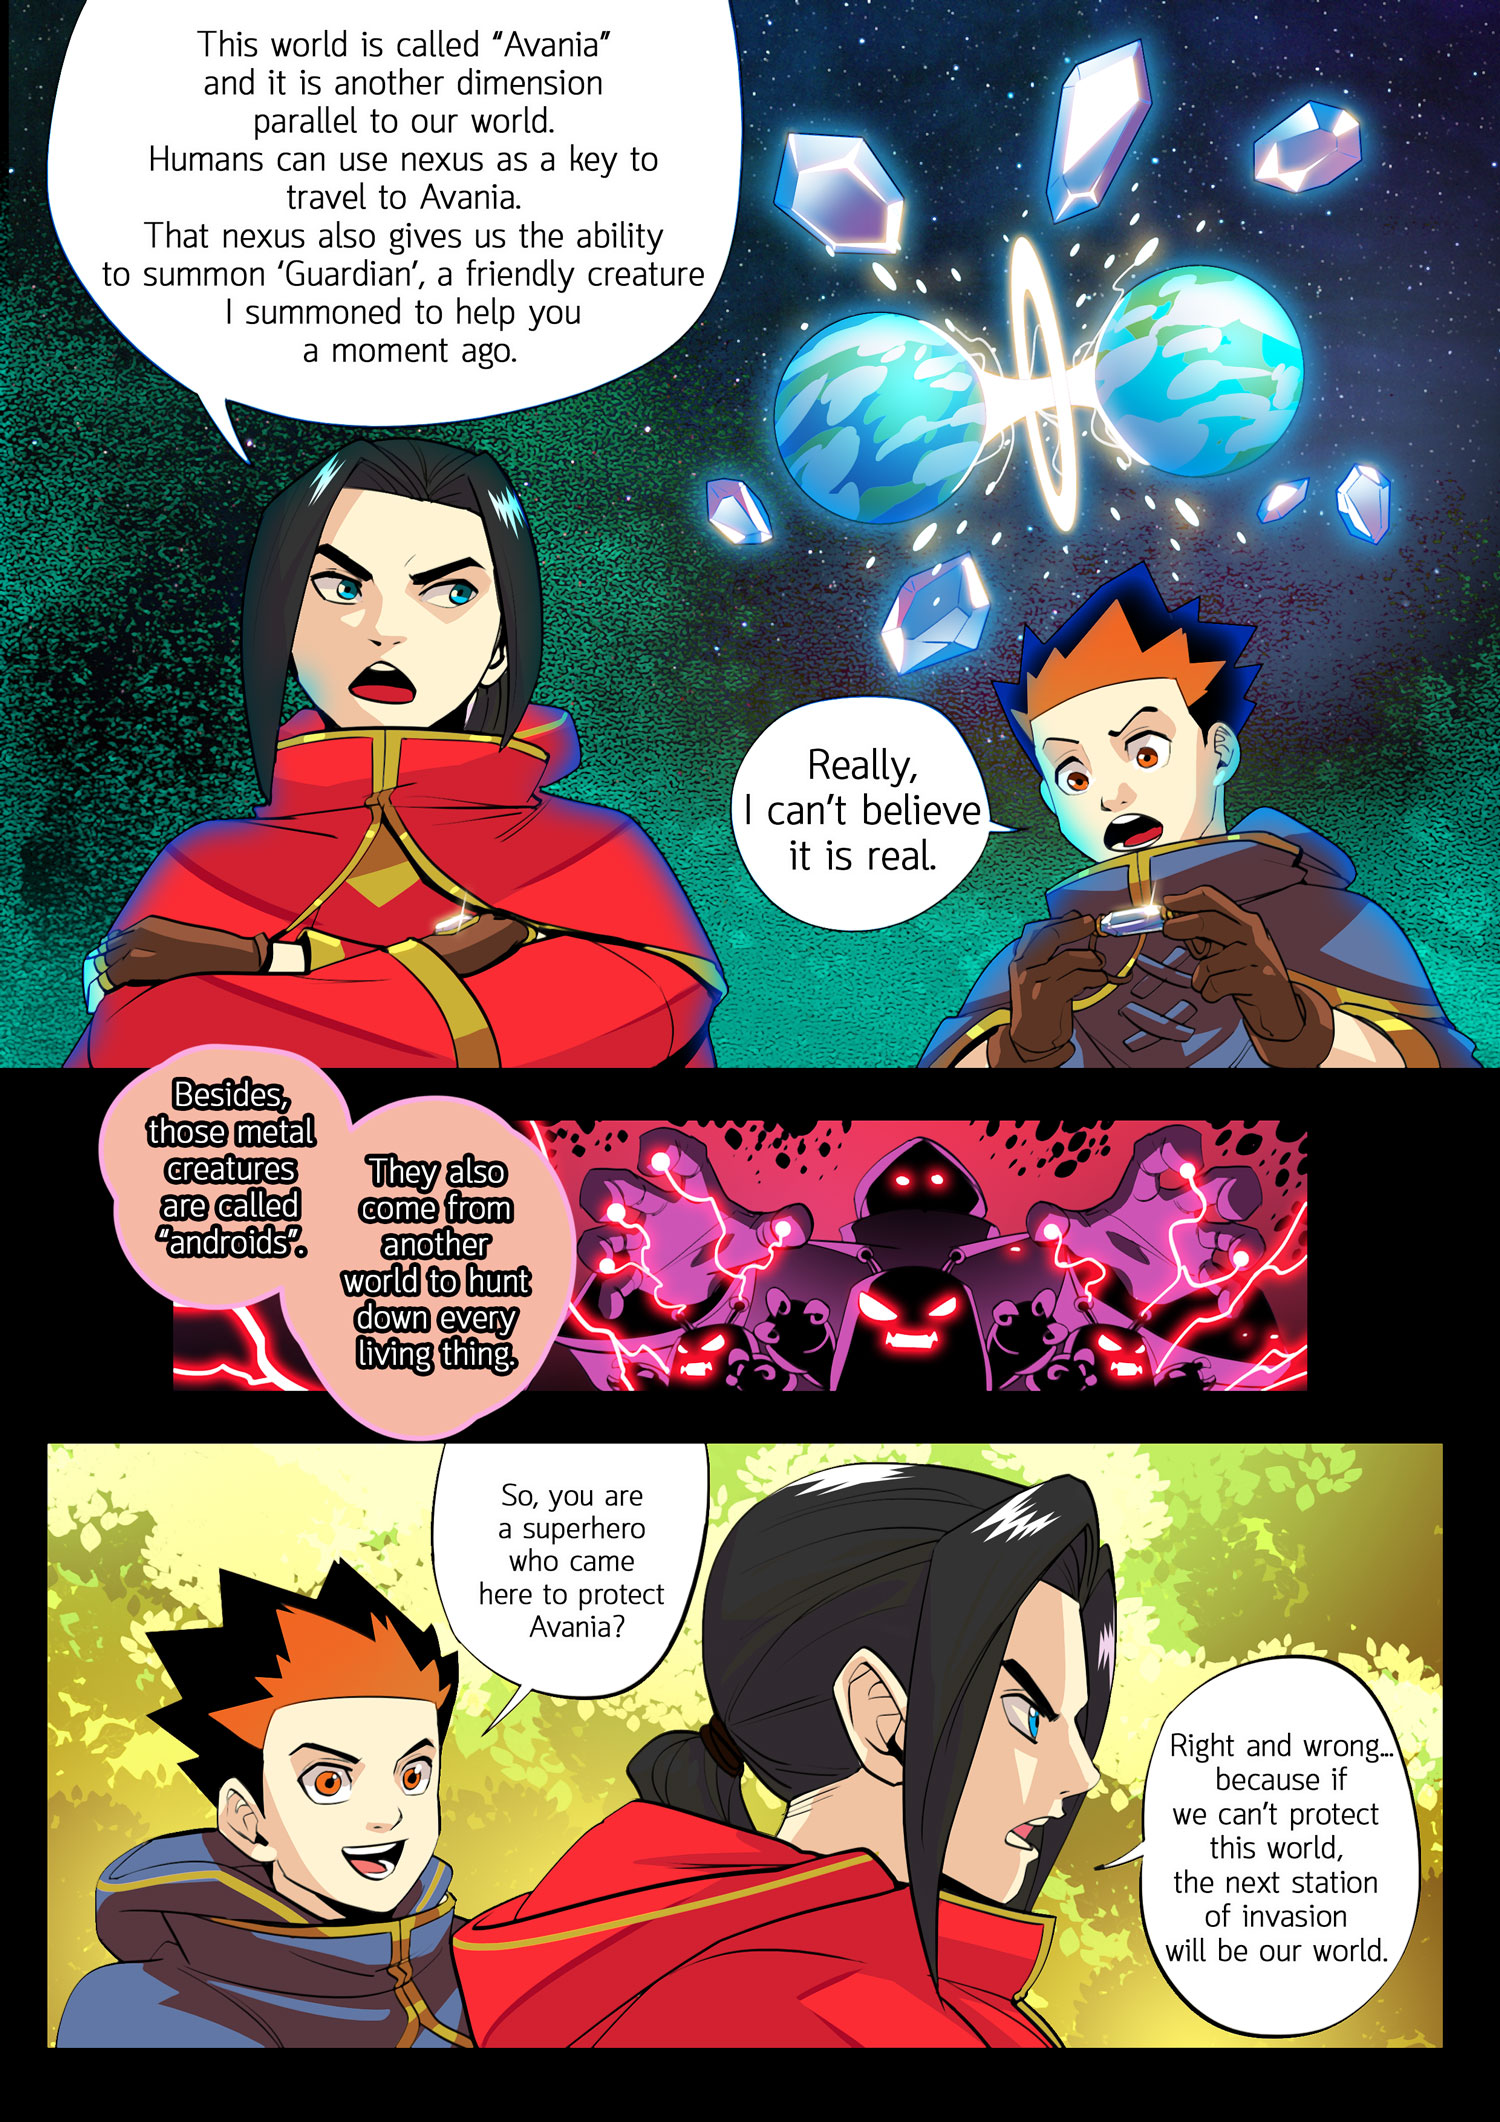 This world is called “Avania”
and it is another dimension
parallel to our world.
Humans can use nexus as a key to
travel to Avania.
That nexus also gives us the ability
to summon ‘Guardian’, a friendly creature
I summoned to help you
a moment ago.
Really,
I can’t believe
it is real.
Besides,
those metal
creatures
are called
“androids”.
They also
come from
another
world to hunt
down every
living thing.
So, you are
a superhero
who came
here to protect
Avania?
Right and wrong...
because if
we can’t protect
this world,
the next station
of invasion
will be our world.